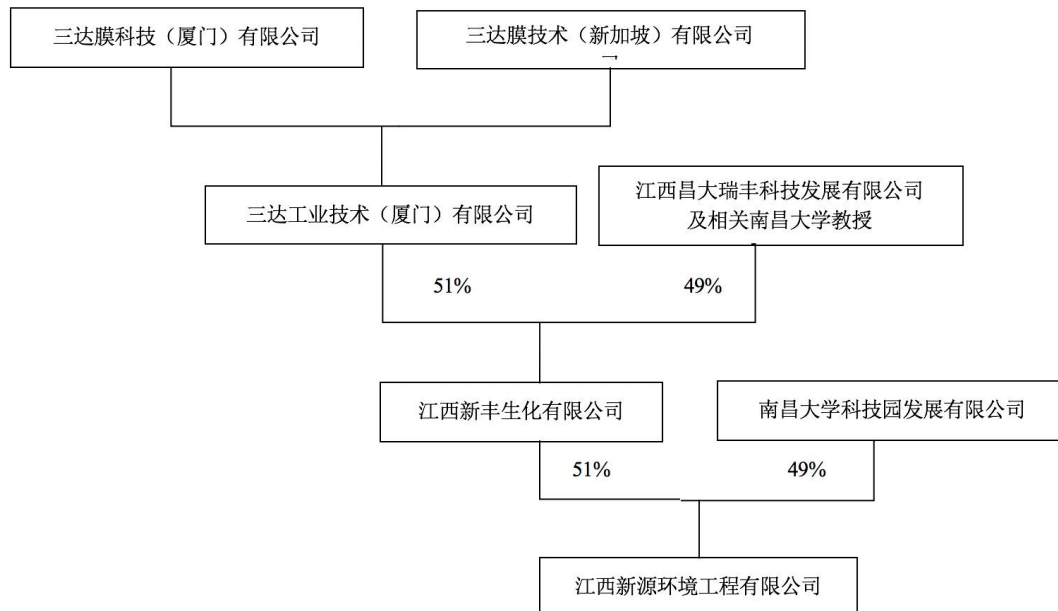 三达膜科技（厦门）有限公司
三达膜技术（新加坡）有限公司
三达工业技术（厦门）有限公司
江西昌大瑞丰科技发展有限公司
及相关南昌大学教授
51%
49%
江西新丰生化有限公司
南昌大学科技园发展有限公司
51%
49%
江西新源环境工程有限公司